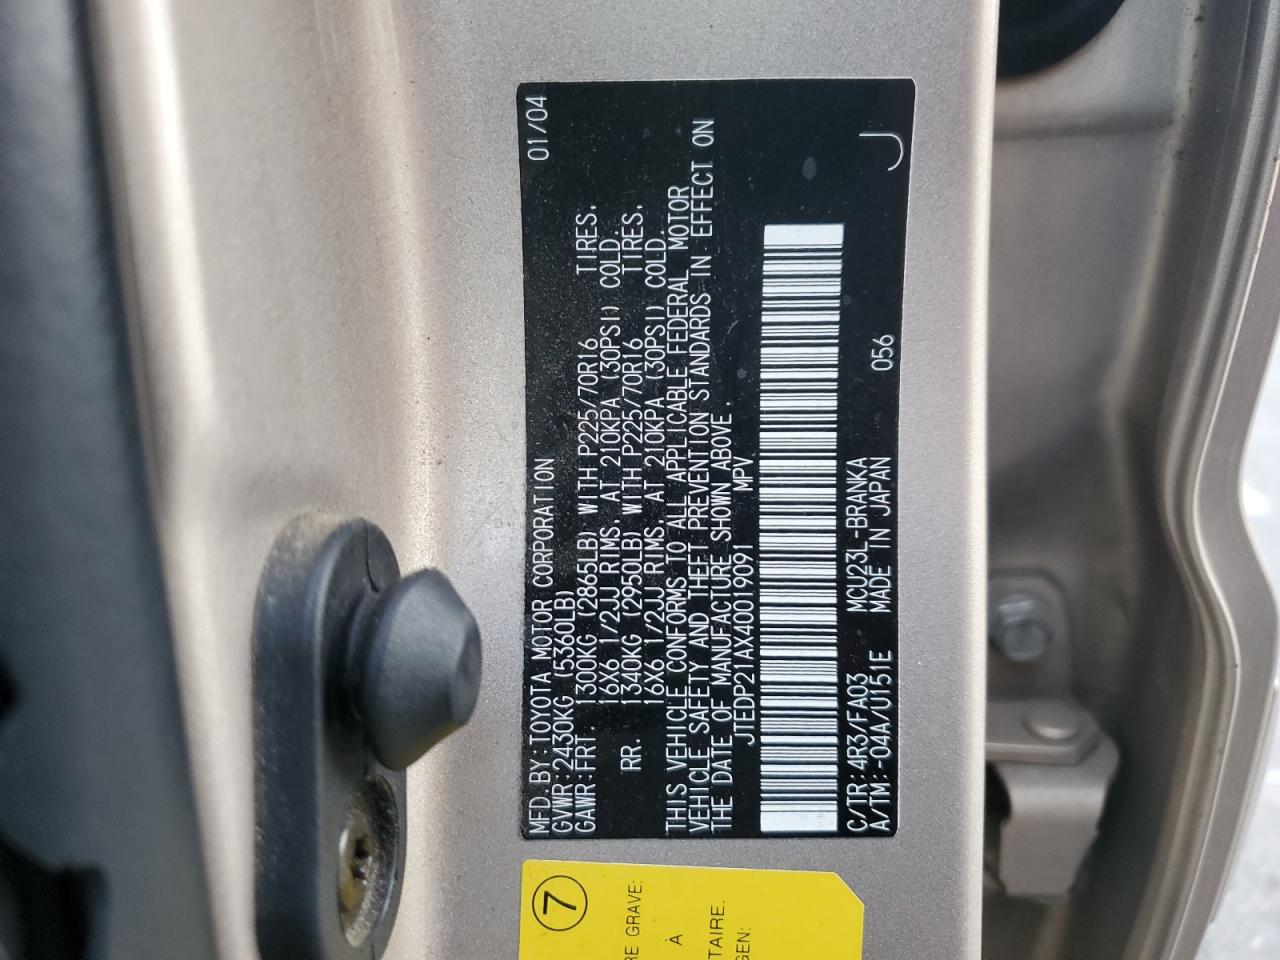 MFD.BY:TOYOTA MOTOR CORPORATION 01/04
GVWR:2430KG (5360LB)
GAWR:FRT. 1300KG (2865LB) WITH P225/70R16 TIRES.
16X6 1/2JJ RIMS. AT 210KPA (30PSI) COLD.
RR. 1340KG (2950LB) WITH P225/70R16 TIRES.
16X6 1/2JJ RIMS. AT 210KPA (30PSI) COLD.
THIS VEHICLE CONFORMS TO ALL APPLICABLE FEDERAL MOTOR
VEHICLE SAFETY AND THEFT PREVENTION STANDARDS IN EFFECT ON
THE DATE OF MANUFACTURE SHOWN ABOVE.
JTEDP21AX40019091 MPV
C/TR:4R3/FA03 MCU23L-BRANKA
A/TM:-04A/U151E MADE IN JAPAN 056 J
7
RE GRAVE:
À
TAIRE.
GEN: